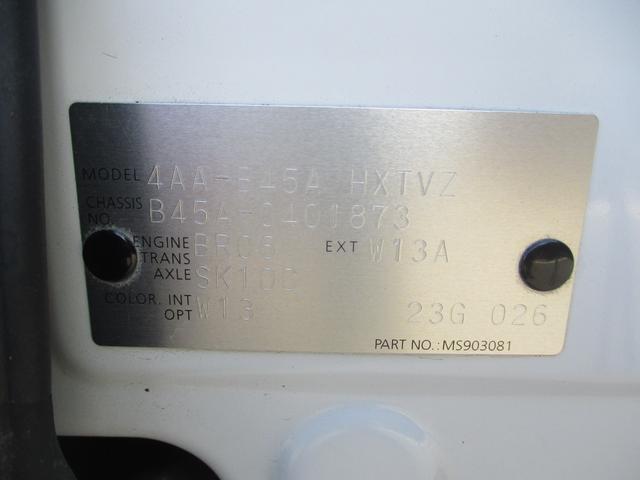 MODEL 4AA-B45A HXTVZ
CHASSIS NO. B45A-0401873
ENGINE BR06 EXT W13A
TRANS AXLE SK10C
COLOR. INT W13
OPT 23G 026
PART NO.: MS903081